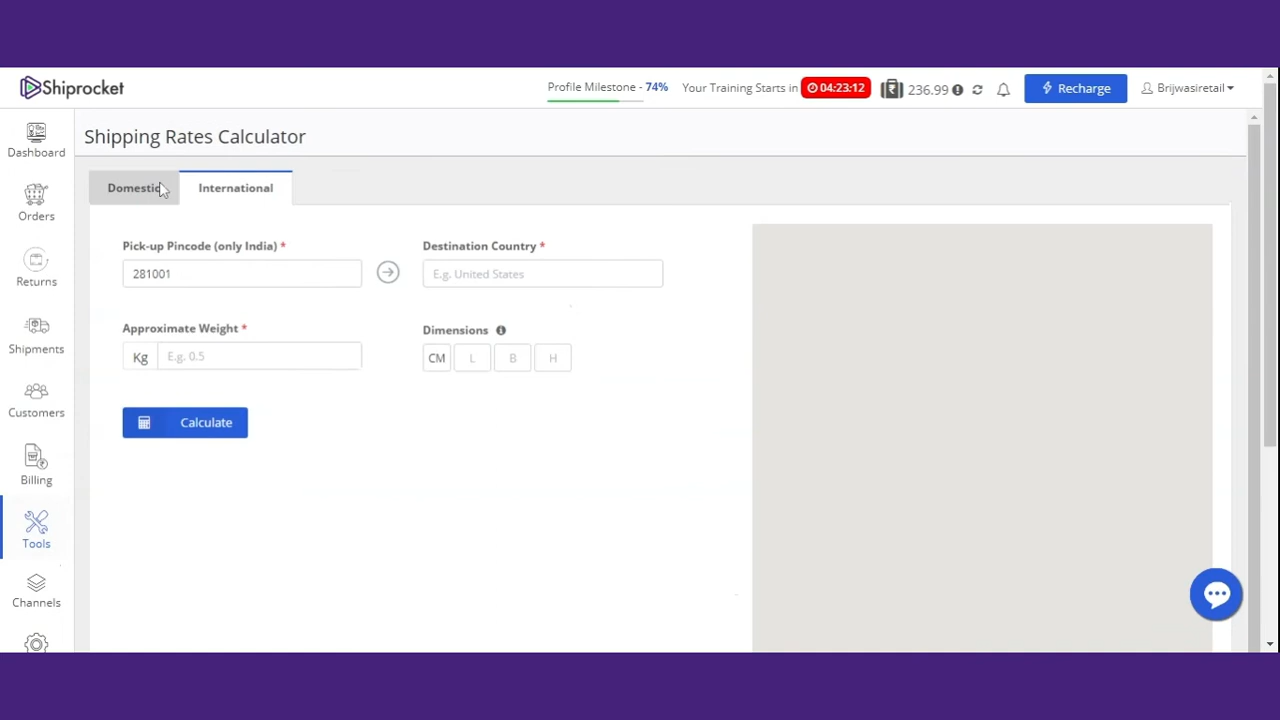 Shiprocket
Profile Milestone - 74%
Your Training Starts in 04:23:12
236.99
Recharge
Brijwasiretail
Dashboard
Orders
Returns
Shipments
Customers
Billing
Tools
Channels
Shipping Rates Calculator
Domestic International
Pick-up Pincode (only India) *
281001
Destination Country *
E.g. United States
Approximate Weight *
Kg E.g. 0.5
Dimensions
CM L B H
Calculate